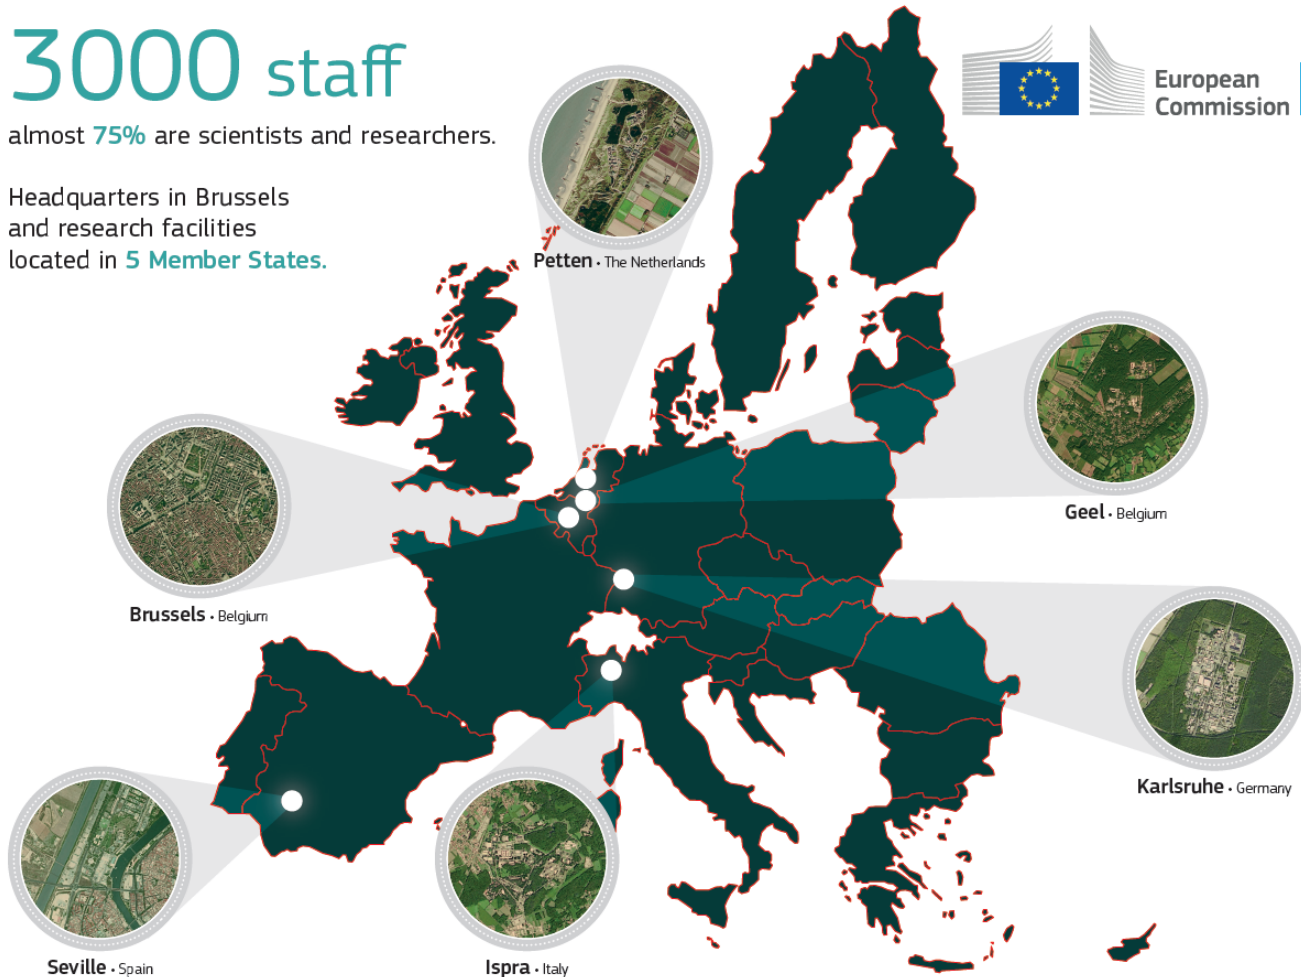 3000 staff
almost 75% are scientists and researchers.
Headquarters in Brussels
and research facilities
located in 5 Member States.
European
Commission
Petten · The Netherlands
Geel · Belgium
Brussels · Belgium
Karlsruhe · Germany
Seville · Spain
Ispra · Italy